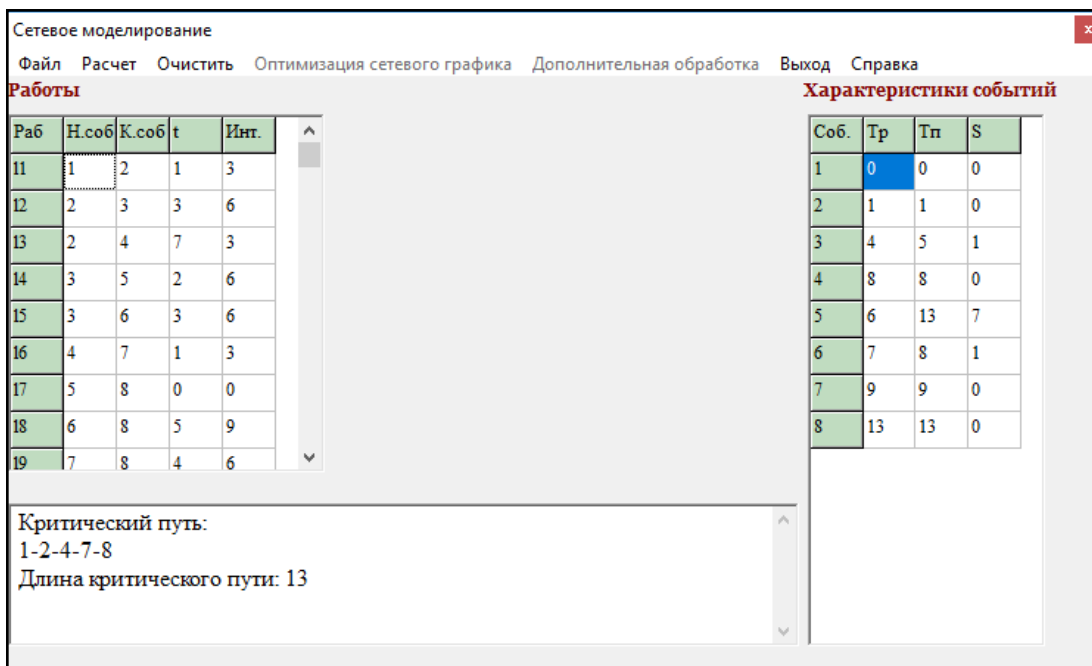 Сетевое моделирование
x
Файл Расчет Очистить Оптимизация сетевого графика Дополнительная обработка Выход Справка
Работы
Раб Н.соб К.соб t Инт.
11 1 2 1 3
12 2 3 3 6
13 2 4 7 3
14 3 5 2 6
15 3 6 3 6
16 4 7 1 3
17 5 8 0 0
18 6 8 5 9
19 7 8 4 6
Характеристики событий
Соб. Тр Тп S
1 0 0 0
2 1 1 0
3 4 5 1
4 8 8 0
5 6 13 7
6 7 8 1
7 9 9 0
8 13 13 0
Критический путь:
1-2-4-7-8
Длина критического пути: 13